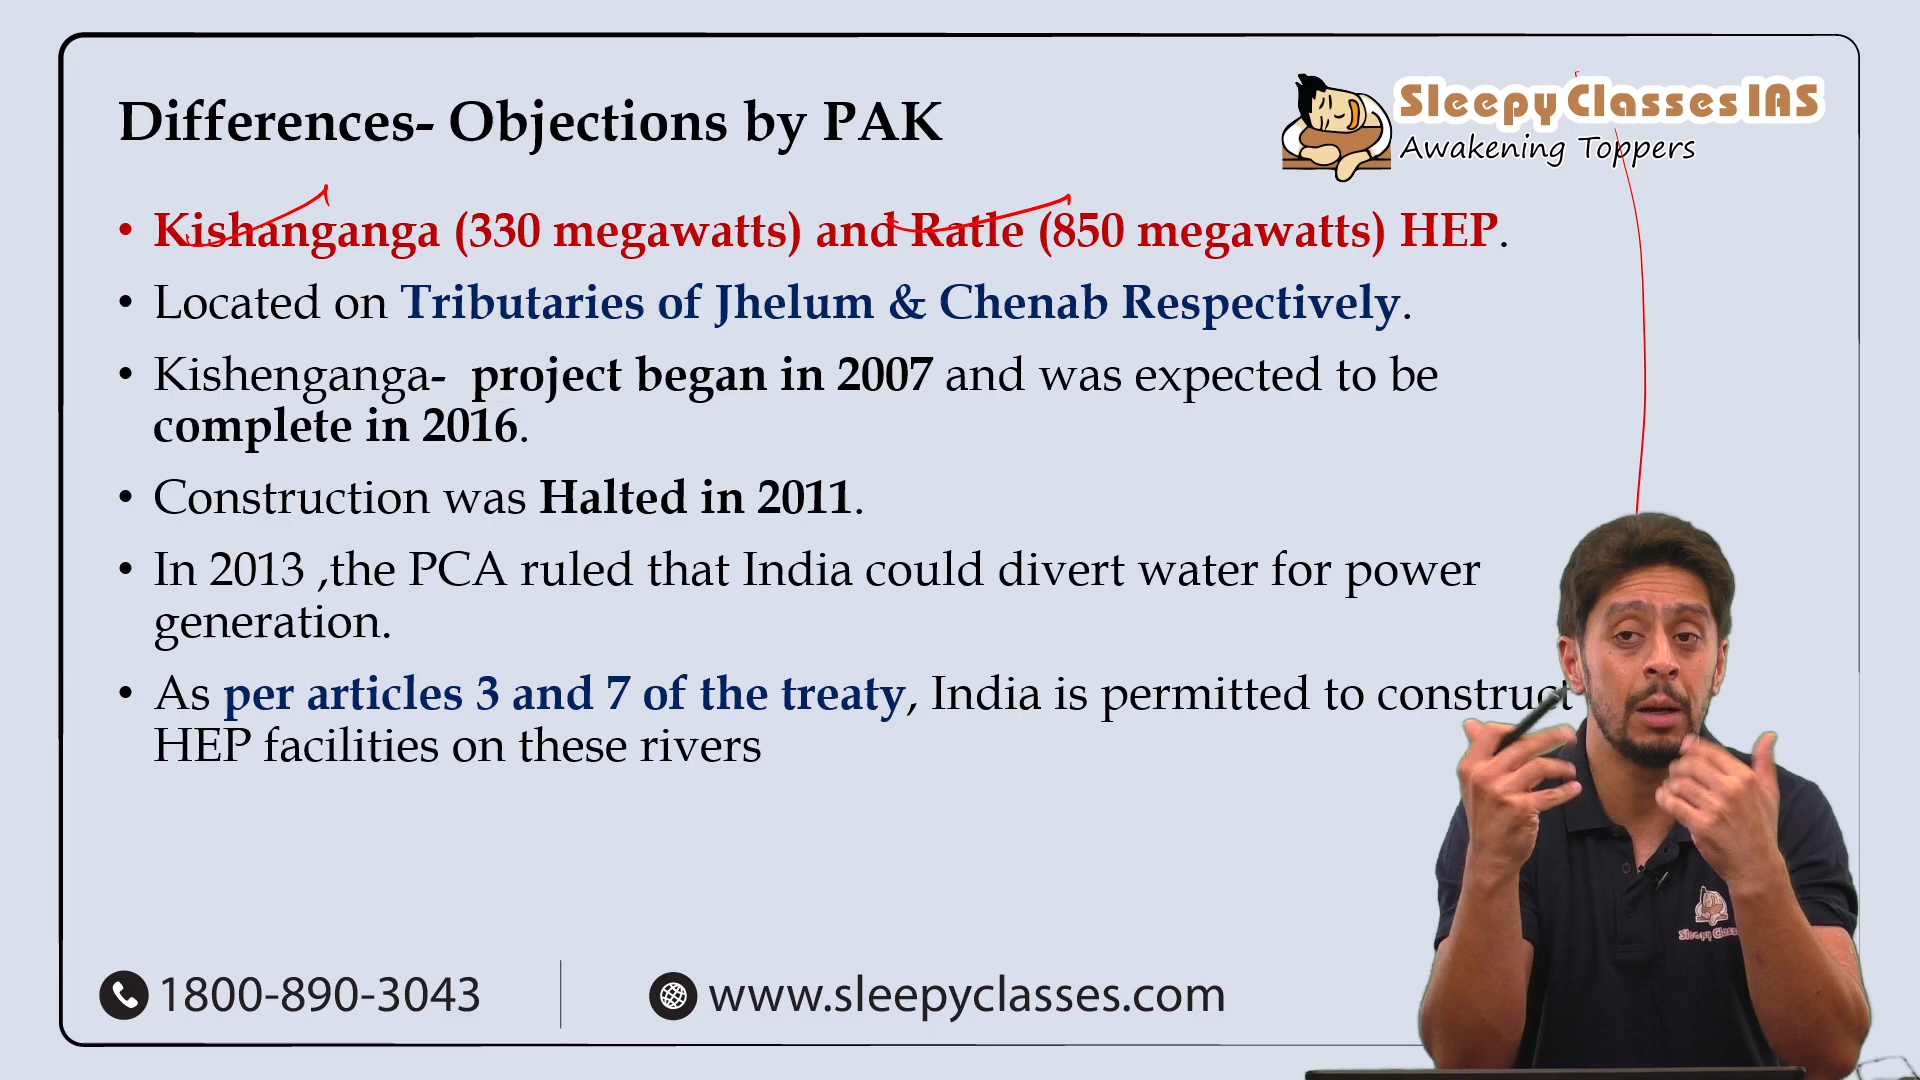 Differences- Objections by PAK
Sleepy Classes IAS
Awakening Toppers
• Kishanganga (330 megawatts) and Ratle (850 megawatts) HEP.
• Located on Tributaries of Jhelum & Chenab Respectively.
• Kishenganga- project began in 2007 and was expected to be
complete in 2016.
• Construction was Halted in 2011.
• In 2013 ,the PCA ruled that India could divert water for power
generation.
• As per articles 3 and 7 of the treaty, India is permitted to construct
HEP facilities on these rivers
Sleepy Class
1800-890-3043
www.sleepyclasses.com